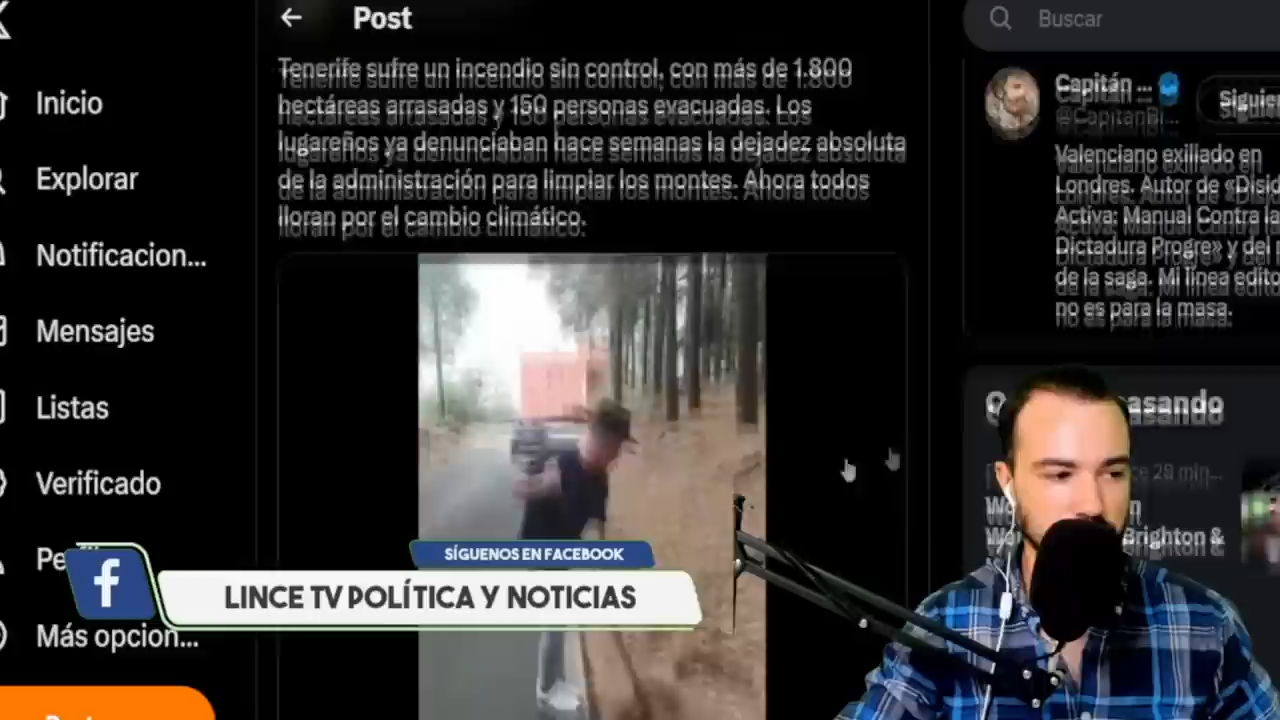 Post
Buscar
Tenerife sufre un incendio sin control, con más de 1.800
hectáreas arrasadas y 150 personas evacuadas. Los
lugareños ya denunciaban hace semanas la dejadez absoluta
de la administración para limpiar los montes. Ahora todos
lloran por el cambio climático.
Inicio
Explorar
Notificacion...
Mensajes
Listas
Verificado
Más opcion...
Capitán ...
@CapitanBi...
Valenciano exiliado en
Londres. Autor de
Activa: Manual Contra la
Dictadura Progre» y del
de la saga. Mi línea
no es para la masa.
asando
Brighton &
SÍGUENOS EN FACEBOOK
f
LINCE TV POLÍTICA Y NOTICIAS